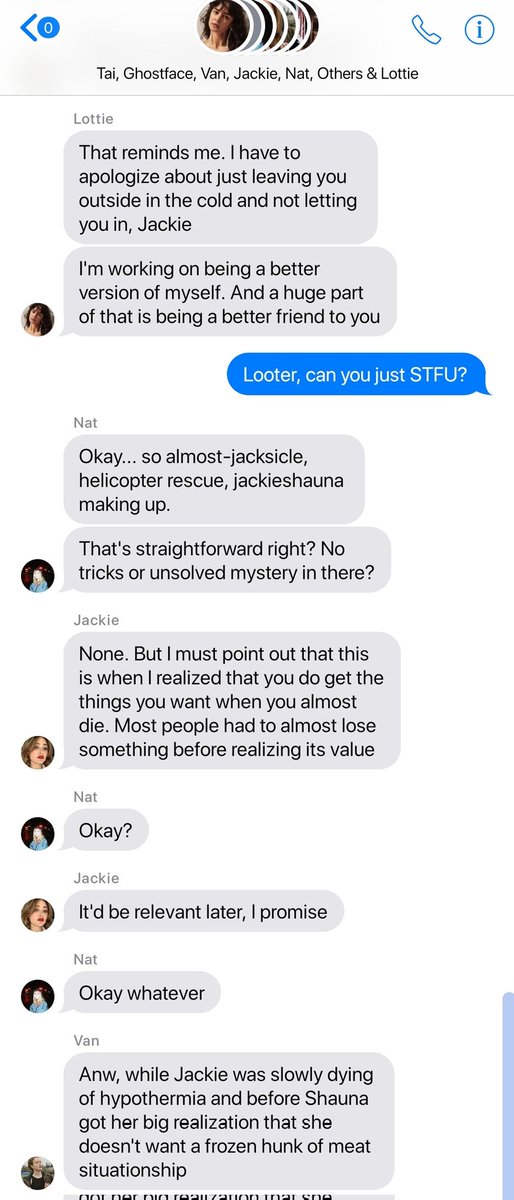 0
Tai, Ghostface, Van, Jackie, Nat, Others & Lottie
Lottie
That reminds me. I have to
apologize about just leaving you
outside in the cold and not letting
you in, Jackie
I'm working on being a better
version of myself. And a huge part
of that is being a better friend to you
Looter, can you just STFU?
Nat
Okay... so almost-jacksicle,
helicopter rescue, jackieshauna
making up.
That's straightforward right? No
tricks or unsolved mystery in there?
Jackie
None. But I must point out that this
is when I realized that you do get the
things you want when you almost
die. Most people had to almost lose
something before realizing its value
Nat
Okay?
Jackie
It'd be relevant later, I promise
Nat
Okay whatever
Van
Anw, while Jackie was slowly dying
of hypothermia and before Shauna
got her big realization that she
doesn't want a frozen hunk of meat
situationship
got her big realization that she